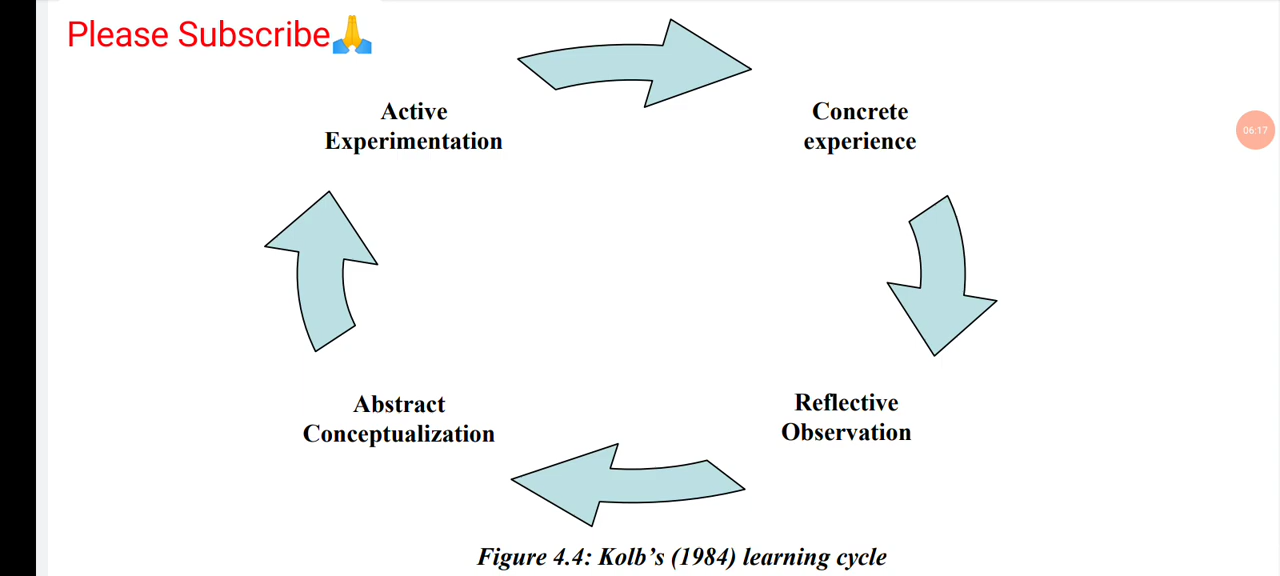 Please Subscribe🙏
Active
Experimentation
Concrete
experience
06:17
Abstract
Conceptualization
Reflective
Observation
Figure 4.4: Kolb’s (1984) learning cycle